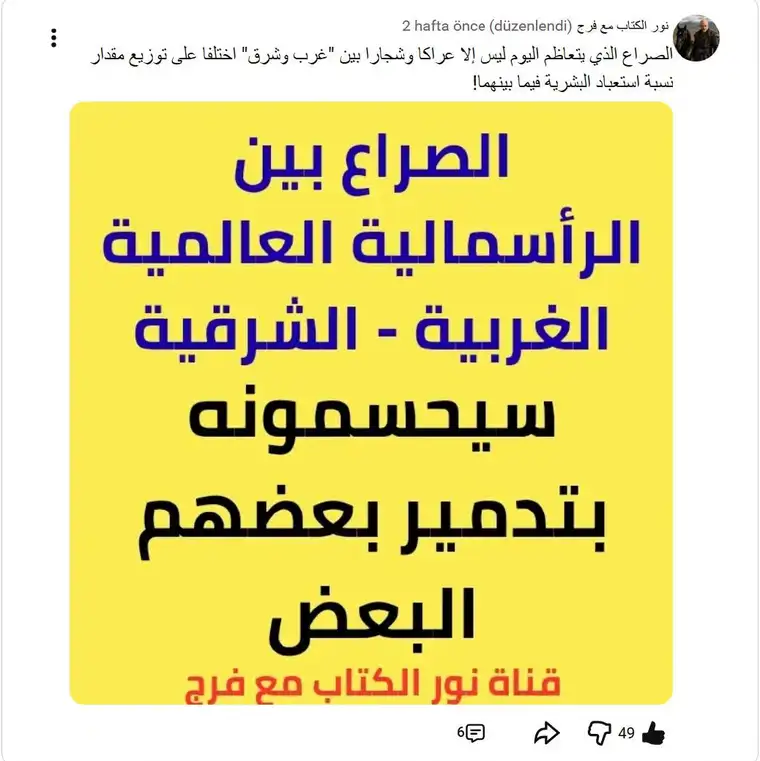 نور الكتاب مع فرج 2 hafta önce (düzenlendi)
الصراع الذي يتعاظم اليوم ليس إلا عراكا وشجارا بين "غرب وشرق" اختلفا على توزيع مقدار
نسبة استعباد البشرية فيما بينهما!
الصراع بين
الرأسمالية العالمية
الغربية - الشرقية
سيحسمونه
بتدمير بعضهم
البعض
قناة نور الكتاب مع فرج
49
6